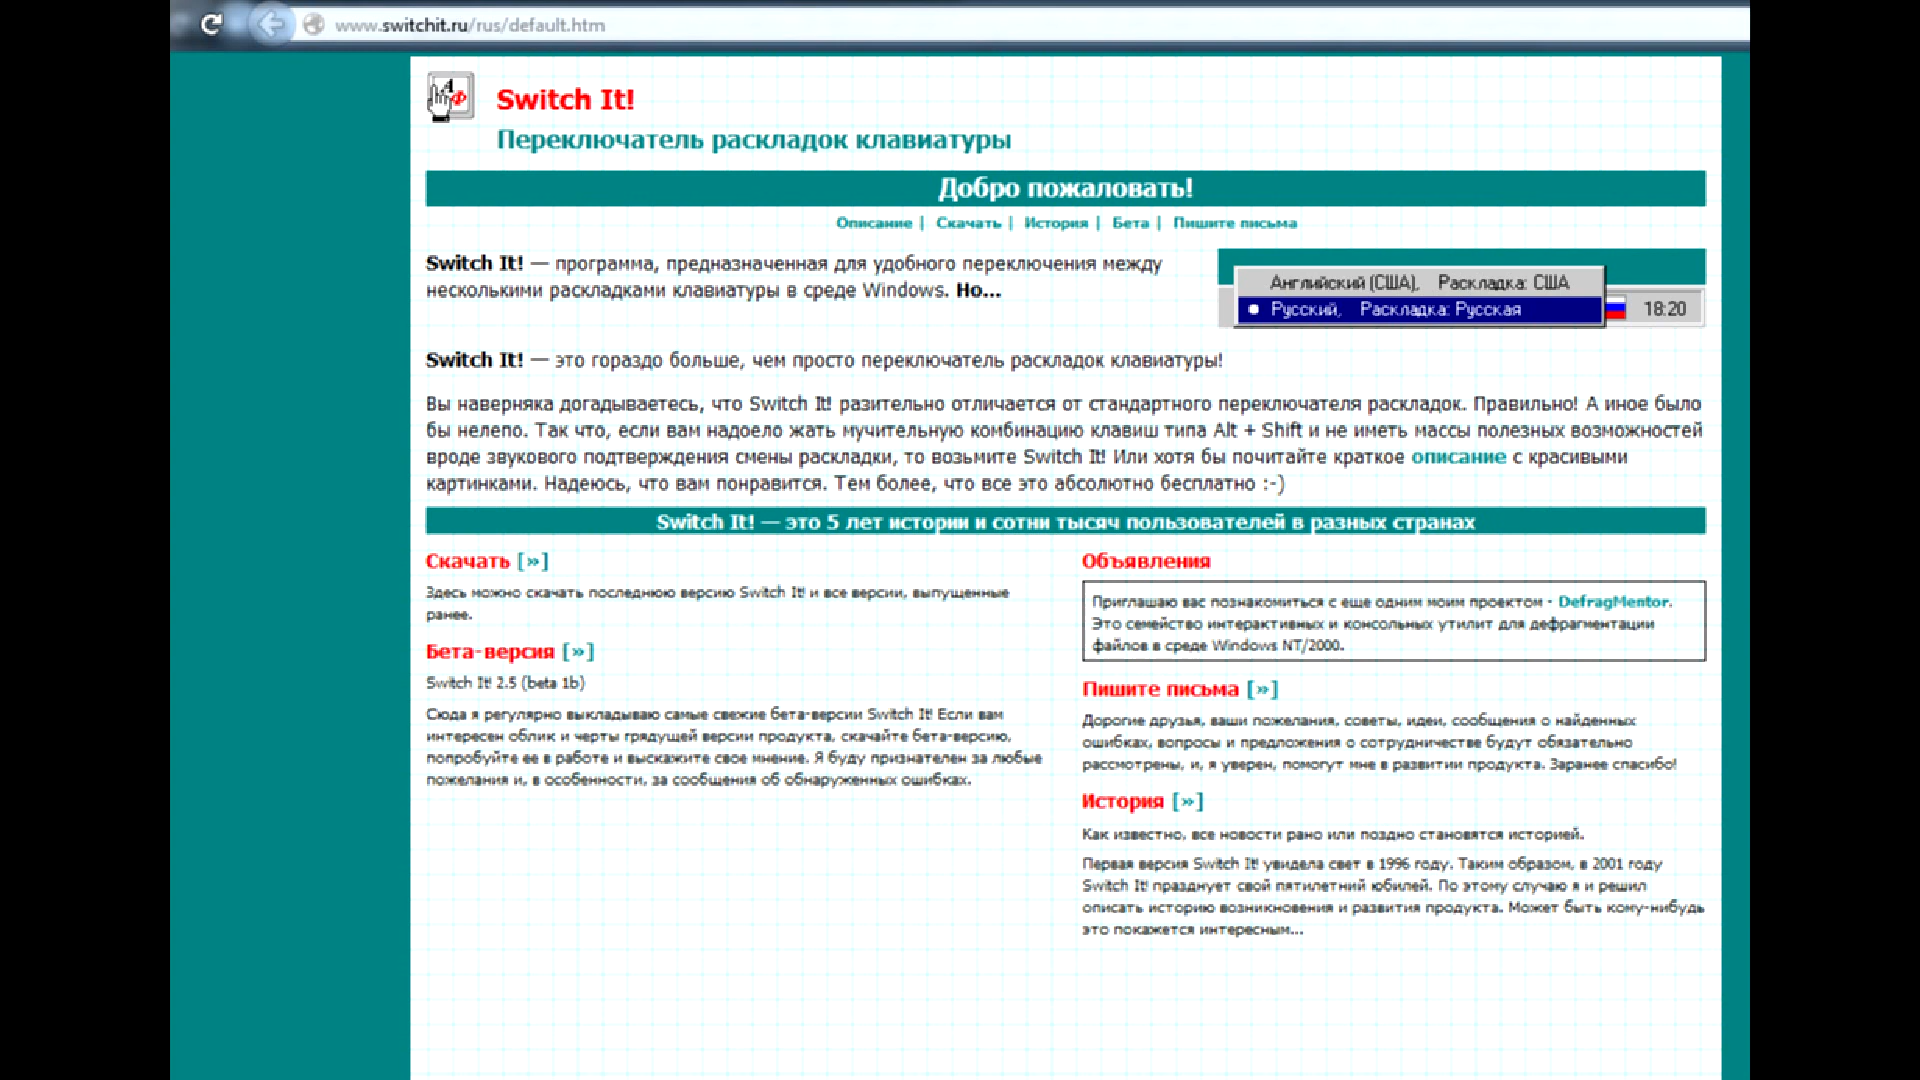 www.switchit.ru/rus/default.htm
Switch It!
Переключатель раскладок клавиатуры
Добро пожаловать!
Описание | Скачать | История | Бета | Пишите письма
Switch It! — программа, предназначенная для удобного переключения между
несколькими раскладками клавиатуры в среде Windows. Но...
Английский (США), Раскладка: США
Русский, Раскладка: Русская
18:20
Switch It! — это гораздо больше, чем просто переключатель раскладок клавиатуры!
Вы наверняка догадываетесь, что Switch It! разительно отличается от стандартного переключателя раскладок. Правильно! А иное было
бы нелепо. Так что, если вам надоело жать мучительную комбинацию клавиш типа Alt + Shift и не иметь массы полезных возможностей
вроде звукового подтверждения смены раскладки, то возьмите Switch It! Или хотя бы почитайте краткое описание с красивыми
картинками. Надеюсь, что вам понравится. Тем более, что все это абсолютно бесплатно :-)
Switch It! — это 5 лет истории и сотни тысяч пользователей в разных странах
Скачать [»]
Здесь можно скачать последнюю версию Switch It! и все версии, выпущенные
ранее.
Бета-версия [»]
Switch It! 2.5 (beta 1b)
Сюда я регулярно выкладываю самые свежие бета-версии Switch It! Если вам
интересен облик и черты грядущей версии продукта, скачайте бета-версию,
попробуйте ее в работе и выскажите свое мнение. Я буду признателен за любые
пожелания и, в особенности, за сообщения об обнаруженных ошибках.
Объявления
Приглашаю вас познакомиться с еще одним моим проектом - DefragMentor.
Это семейство интерактивных и консольных утилит для дефрагментации
файлов в среде Windows NT/2000.
Пишите письма [»]
Дорогие друзья, ваши пожелания, советы, идеи, сообщения о найденных
ошибках, вопросы и предложения о сотрудничестве будут обязательно
рассмотрены, и, я уверен, помогут мне в развитии продукта. Заранее спасибо!
История [»]
Как известно, все новости рано или поздно становятся историей.
Первая версия Switch It! увидела свет в 1996 году. Таким образом, в 2001 году
Switch It! празднует свой пятилетний юбилей. По этому случаю я и решил
описать историю возникновения и развития продукта. Может быть кому-нибудь
это покажется интересным...